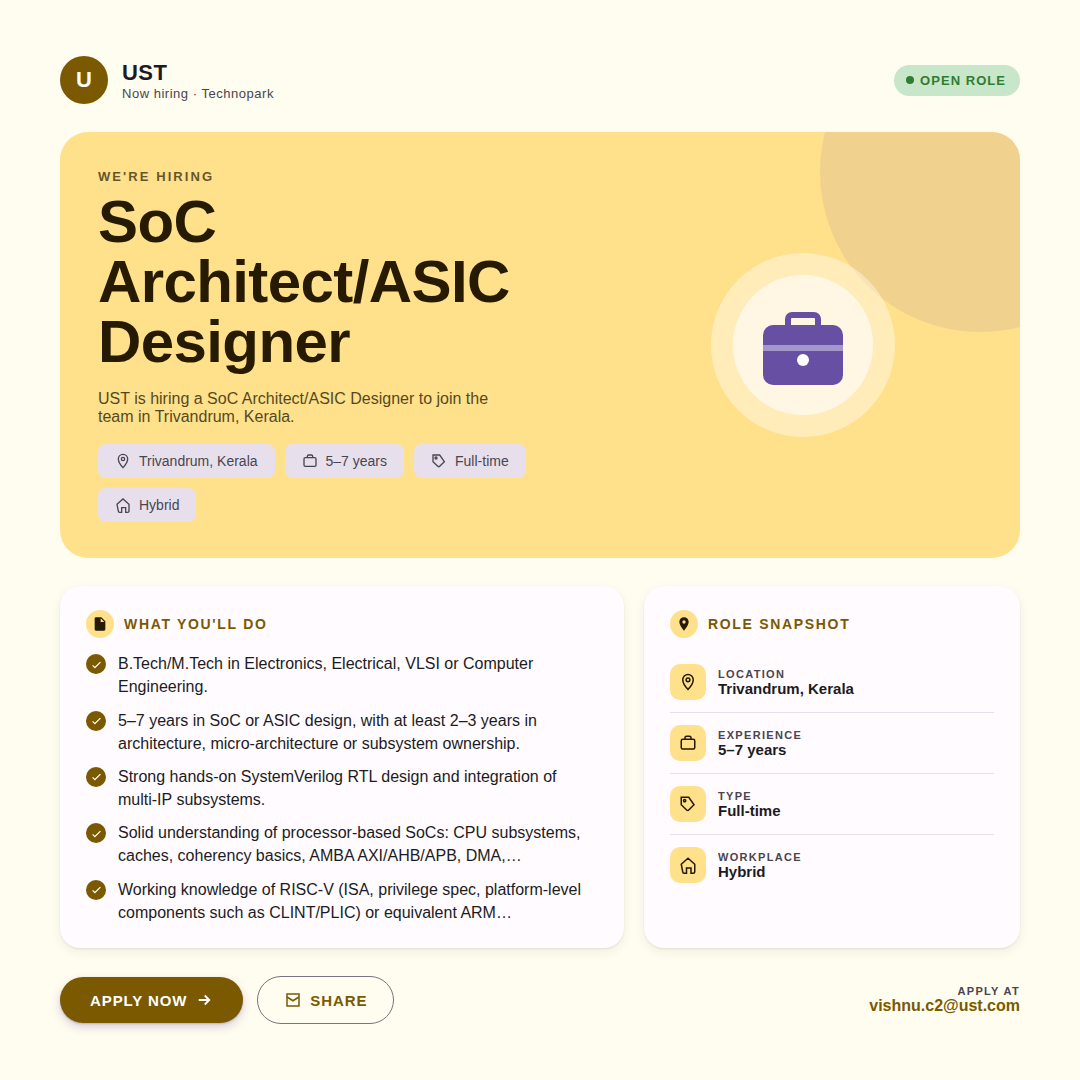 U
UST
Now hiring · Technopark
OPEN ROLE
WE'RE HIRING
SoC
Architect/ASIC
Designer
UST is hiring a SoC Architect/ASIC Designer to join the
team in Trivandrum, Kerala.
Trivandrum, Kerala
5–7 years
Full-time
Hybrid
WHAT YOU'LL DO
B.Tech/M.Tech in Electronics, Electrical, VLSI or Computer
Engineering.
5–7 years in SoC or ASIC design, with at least 2–3 years in
architecture, micro-architecture or subsystem ownership.
Strong hands-on SystemVerilog RTL design and integration of
multi-IP subsystems.
Solid understanding of processor-based SoCs: CPU subsystems,
caches, coherency basics, AMBA AXI/AHB/APB, DMA,…
Working knowledge of RISC-V (ISA, privilege spec, platform-level
components such as CLINT/PLIC) or equivalent ARM…
ROLE SNAPSHOT
LOCATION
Trivandrum, Kerala
EXPERIENCE
5–7 years
TYPE
Full-time
WORKPLACE
Hybrid
APPLY NOW
SHARE
APPLY AT
vishnu.c2@ust.com